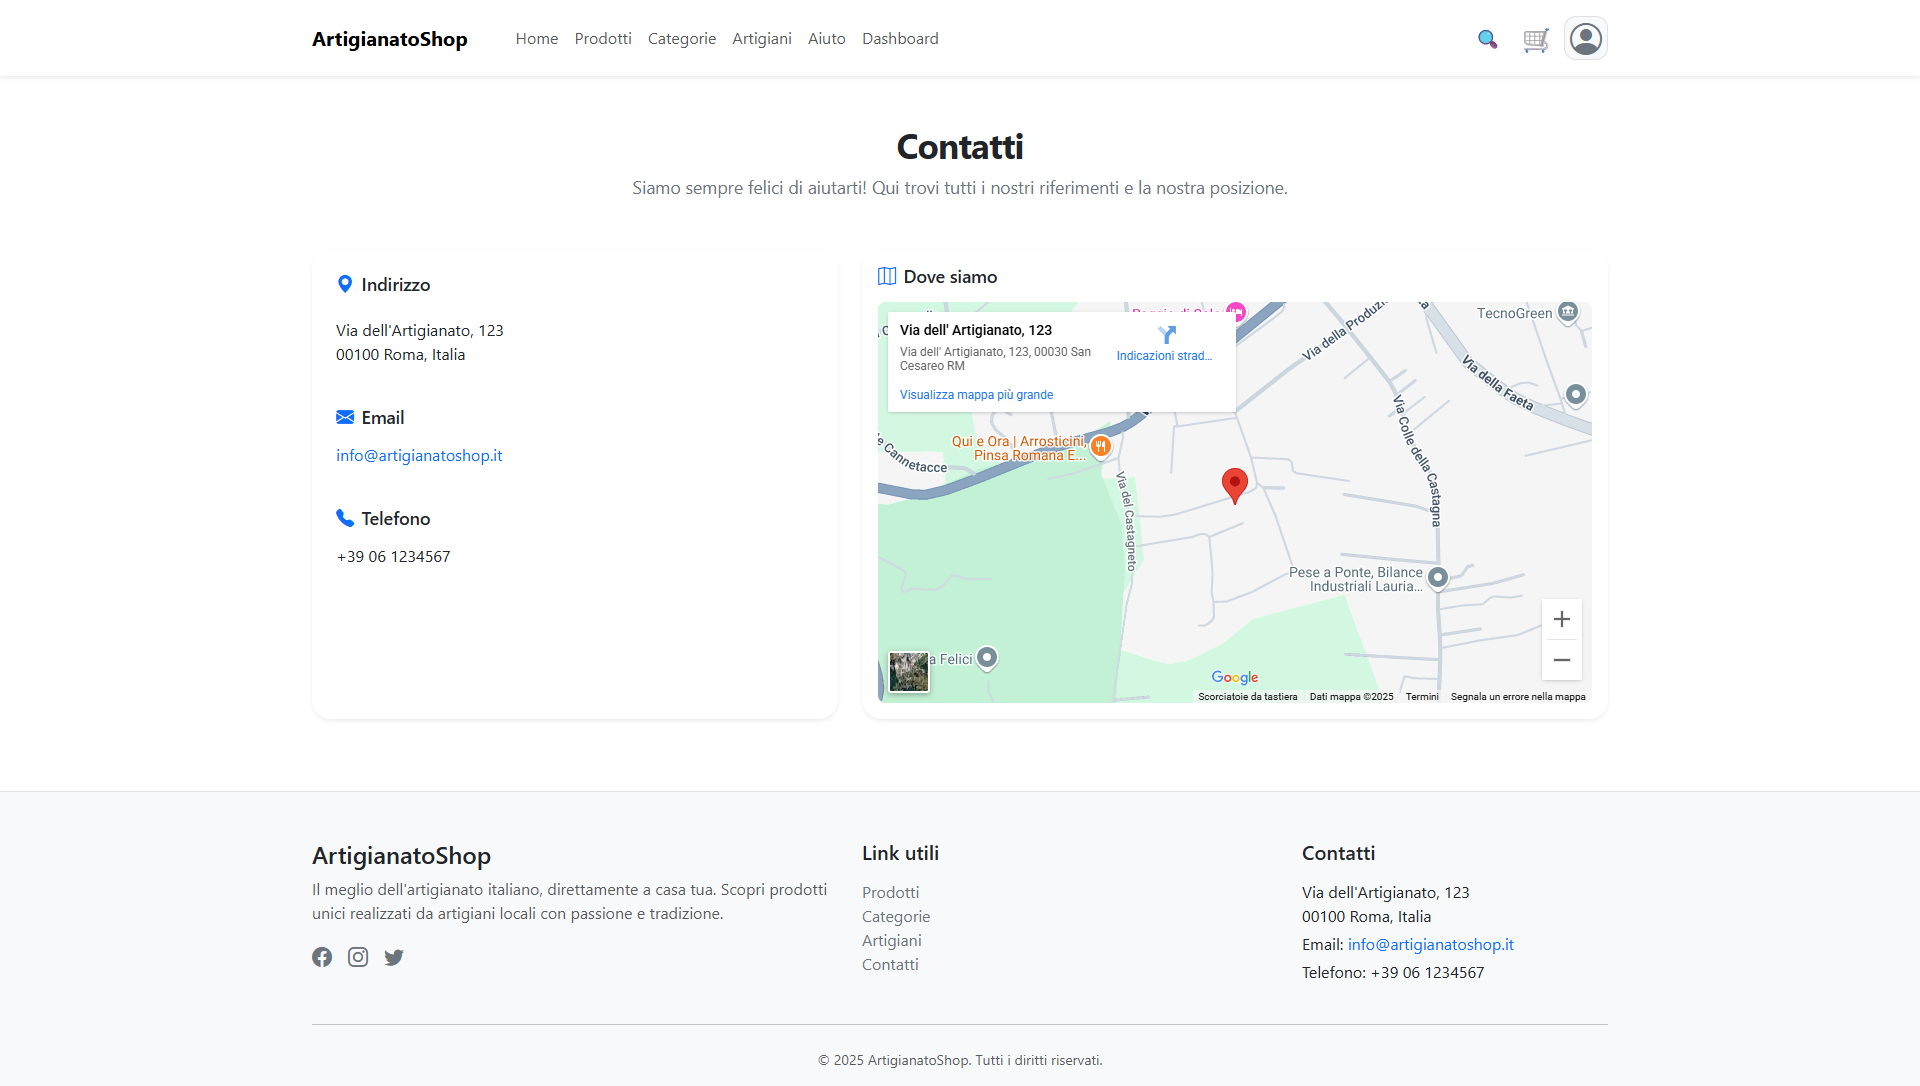 ArtigianatoShop
Home Prodotti Categorie Artigiani Aiuto Dashboard
Contatti
Siamo sempre felici di aiutarti! Qui trovi tutti i nostri riferimenti e la nostra posizione.
Indirizzo
Via dell'Artigianato, 123
00100 Roma, Italia
Email
info@artigianatoshop.it
Telefono
+39 06 1234567
Dove siamo
Via dell' Artigianato, 123
Via dell' Artigianato, 123, 00030 San
Cesareo RM
Indicazioni strad...
Visualizza mappa più grande
TecnoGreen
Via della Produzi
Via della Faeta
Via Colle della Castagna
Qui e Ora | Arrosticini,
Pinsa Romana E...
e Cannetacce
Via del Castagneto
Pese a Ponte, Bilance
Industriali Lauria...
a Felici
Google
Scorciatoie da tastiera Dati mappa ©2025 Termini Segnala un errore nella mappa
ArtigianatoShop
Il meglio dell'artigianato italiano, direttamente a casa tua. Scopri prodotti
unici realizzati da artigiani locali con passione e tradizione.
Link utili
Prodotti
Categorie
Artigiani
Contatti
Contatti
Via dell'Artigianato, 123
00100 Roma, Italia
Email: info@artigianatoshop.it
Telefono: +39 06 1234567
© 2025 ArtigianatoShop. Tutti i diritti riservati.